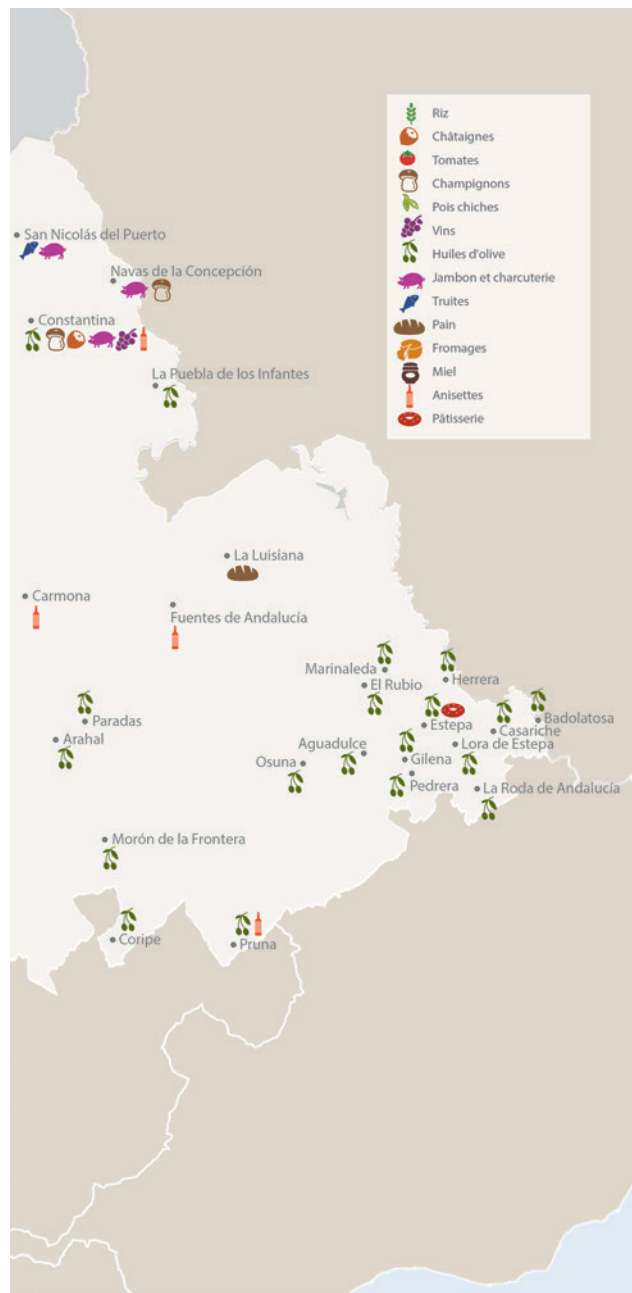 Riz
Châtaignes
Tomates
Champignons
Pois chiches
Vins
Huiles d'olive
Jambon et charcuterie
Truites
Pain
Fromages
Miel
Anisettes
Pâtisserie
San Nicolás del Puerto
Navas de la Concepción
Constantina
La Puebla de los Infantes
La Luisiana
Carmona
Fuentes de Andalucía
Marinaleda
El Rubio
Herrera
Paradas
Arahal
Estepa
Badolatosa
Casariche
Lora de Estepa
Aguadulce
Osuna
Gilena
Pedrera
La Roda de Andalucía
Morón de la Frontera
Coripe
Pruna